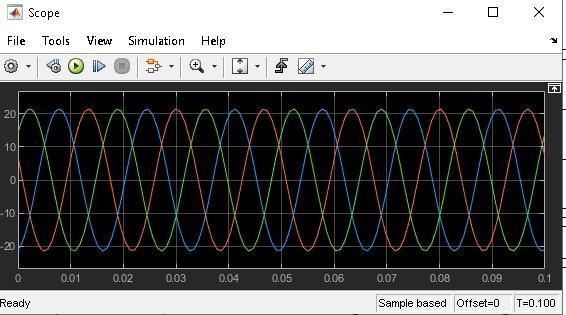 Scope
File Tools View Simulation Help
20
10
0
-10
-20
0 0.01 0.02 0.03 0.04 0.05 0.06 0.07 0.08 0.09 0.1
Ready Sample based Offset=0 T=0.100